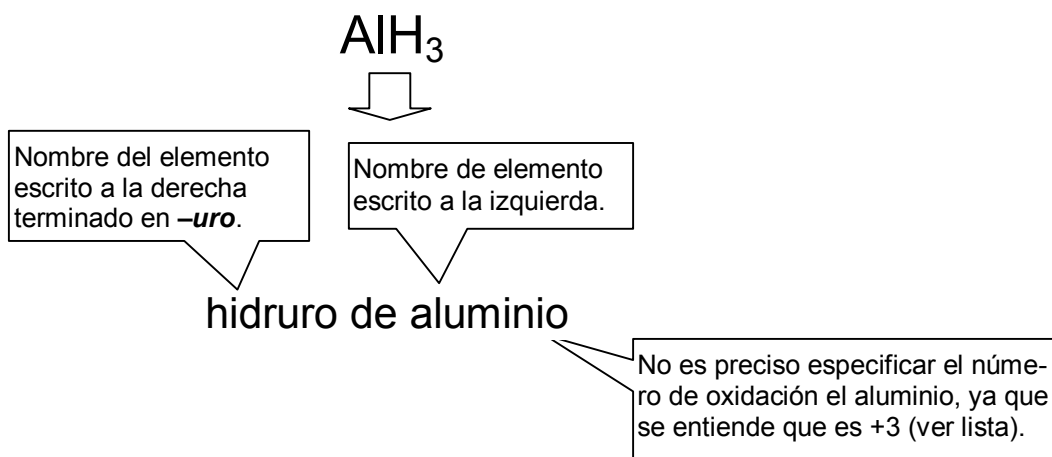 AlH₃
Nombre del elemento
escrito a la derecha
terminado en –uro.
Nombre de elemento
escrito a la izquierda.
hidruro de aluminio
No es preciso especificar el núme-
ro de oxidación el aluminio, ya que
se entiende que es +3 (ver lista).